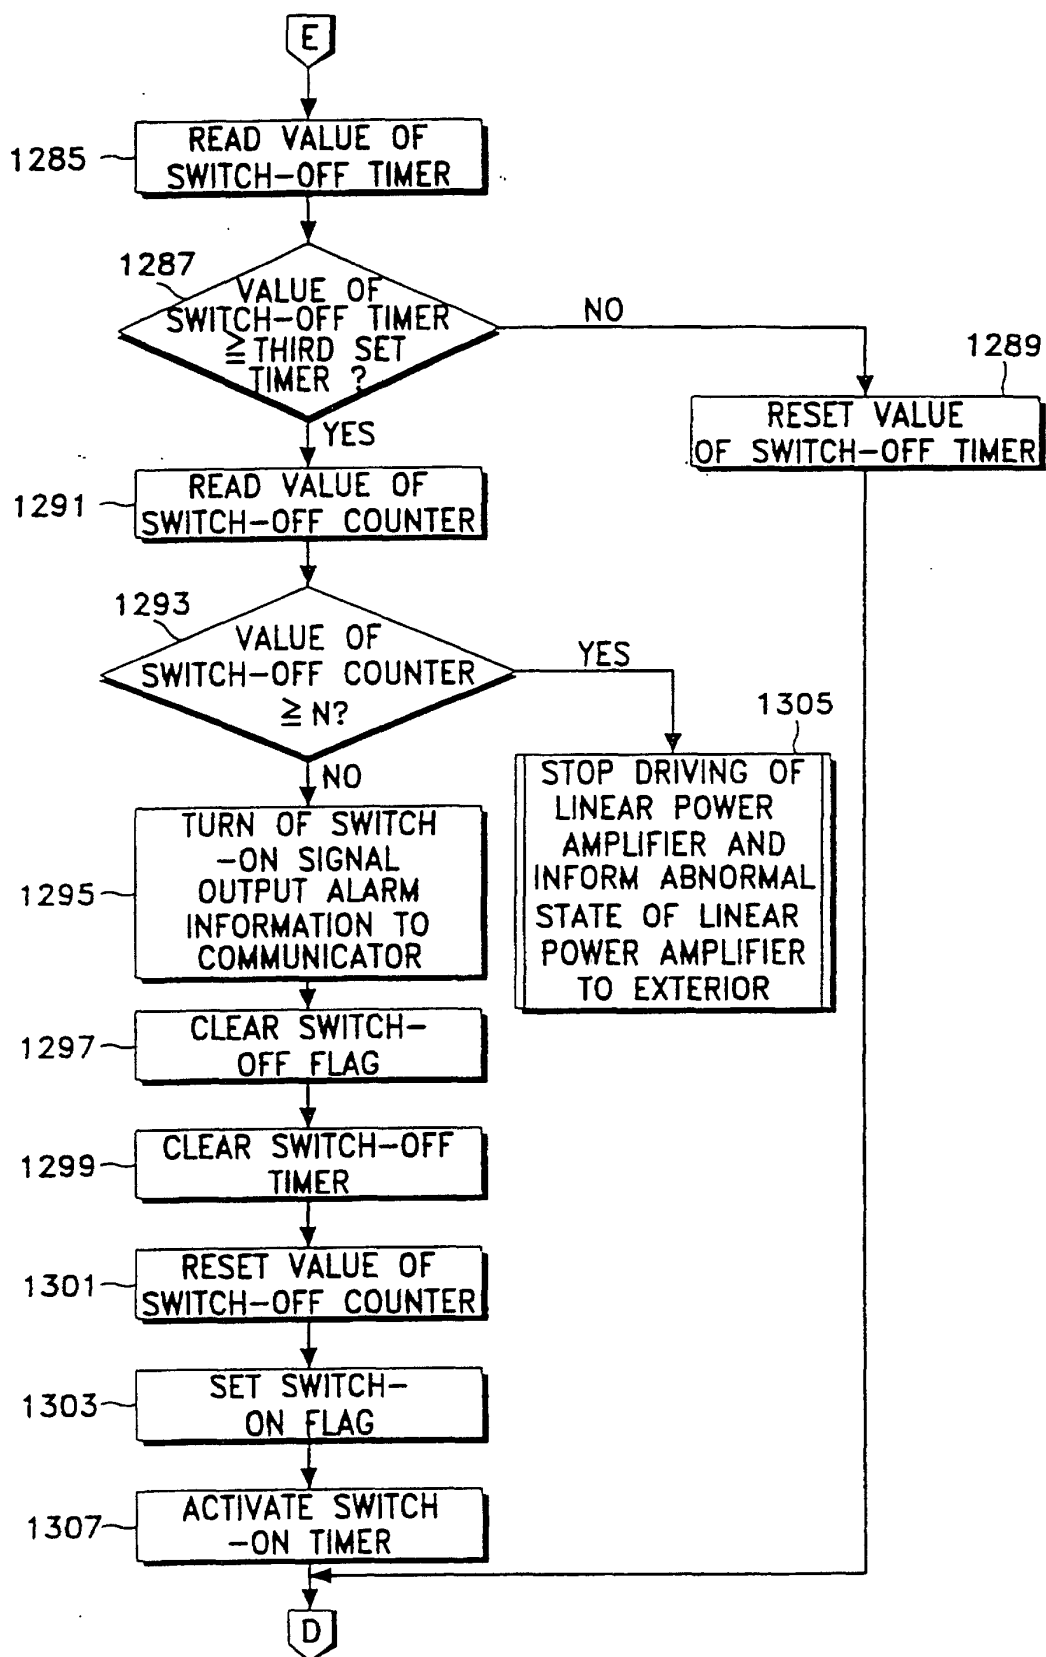 E
1285
READ VALUE OF
SWITCH-OFF TIMER
1287
VALUE OF
SWITCH-OFF TIMER
≧ THIRD SET
TIMER ?
NO
YES
1289
RESET VALUE
OF SWITCH-OFF TIMER
1291
READ VALUE OF
SWITCH-OFF COUNTER
1293
VALUE OF
SWITCH-OFF COUNTER
≧ N?
YES
NO
1305
STOP DRIVING OF
LINEAR POWER
AMPLIFIER AND
INFORM ABNORMAL
STATE OF LINEAR
POWER AMPLIFIER
TO EXTERIOR
1295
TURN OF SWITCH
-ON SIGNAL
OUTPUT ALARM
INFORMATION TO
COMMUNICATOR
1297
CLEAR SWITCH-
OFF FLAG
1299
CLEAR SWITCH-OFF
TIMER
1301
RESET VALUE OF
SWITCH-OFF COUNTER
1303
SET SWITCH-
ON FLAG
1307
ACTIVATE SWITCH
-ON TIMER
D